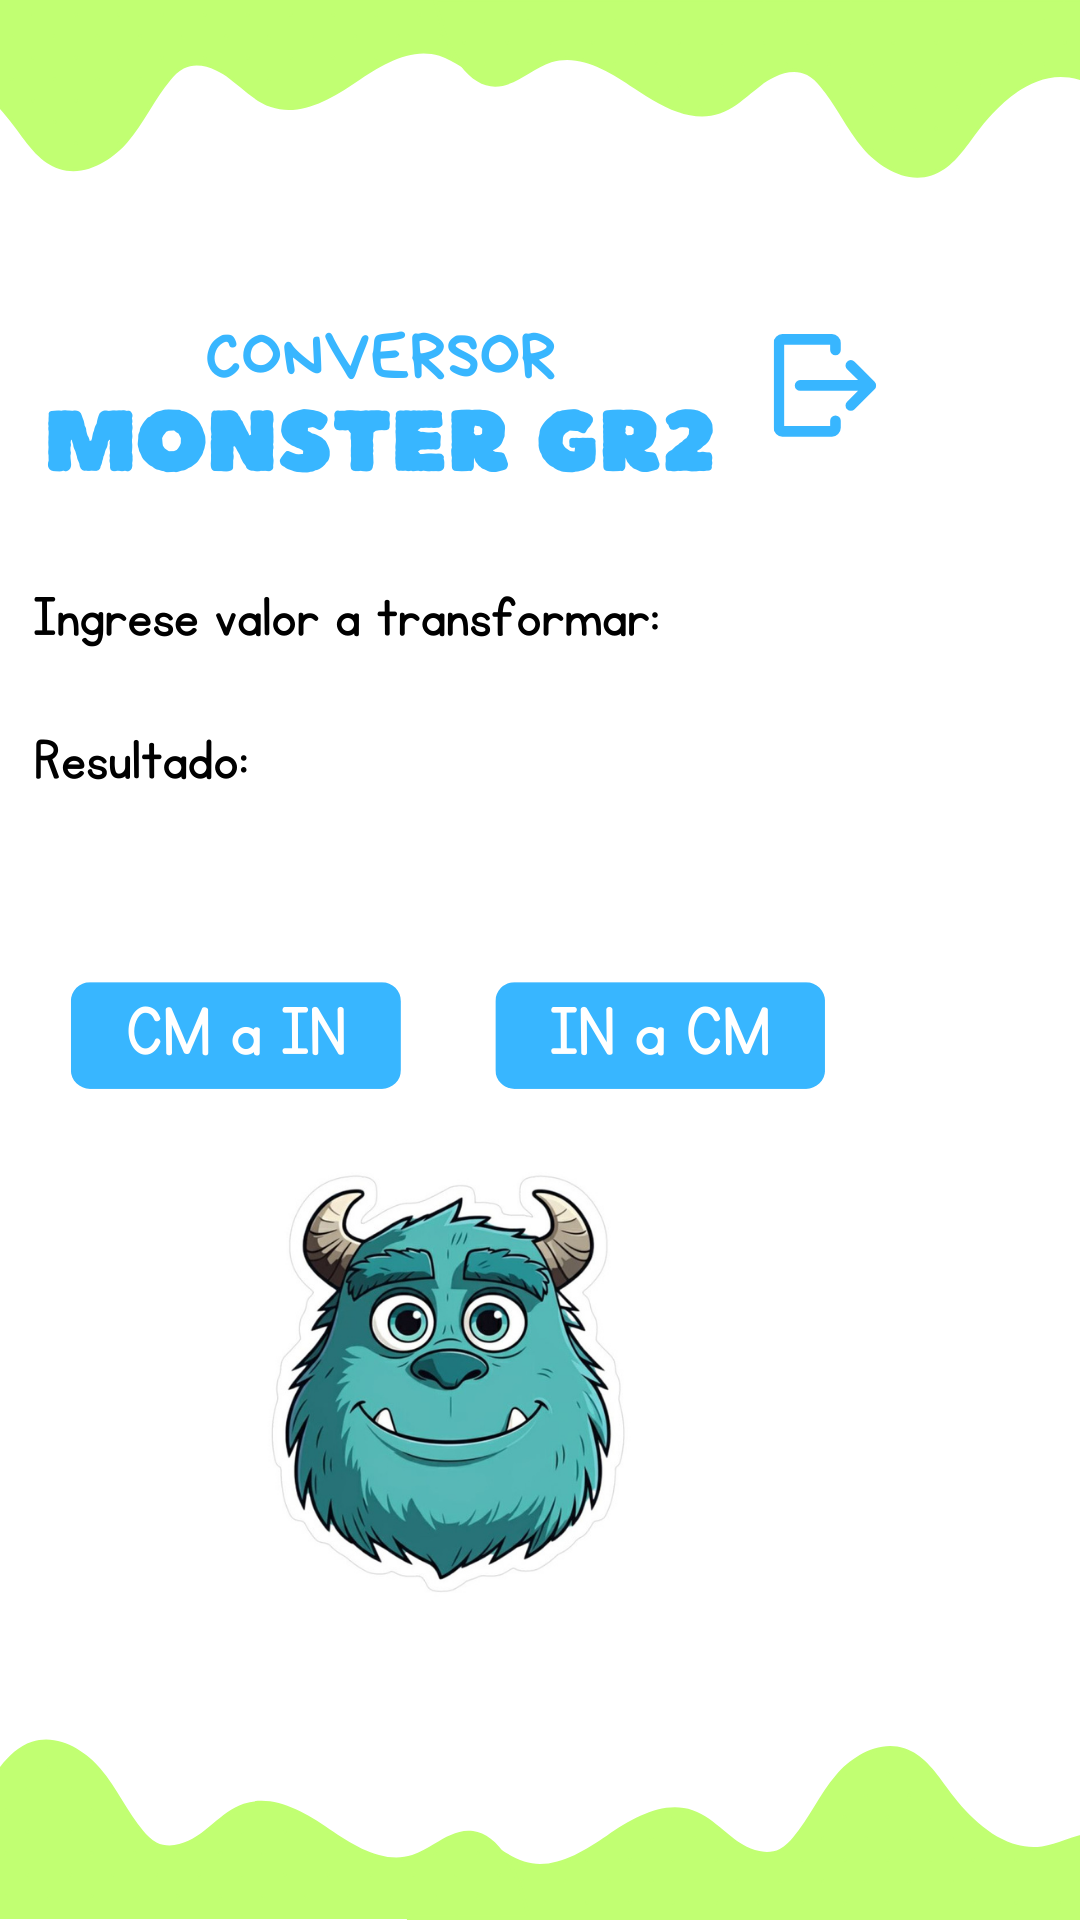 CONVERSOR
MONSTER GR2
Ingrese valor a transformar:
Resultado:
CM a IN
IN a CM